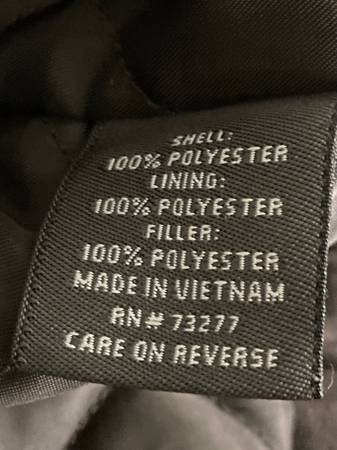 SHELL:
100% POLYESTER
LINING:
100% POLYESTER
FILLER:
100% POLYESTER
MADE IN VIETNAM
RN# 73277
CARE ON REVERSE